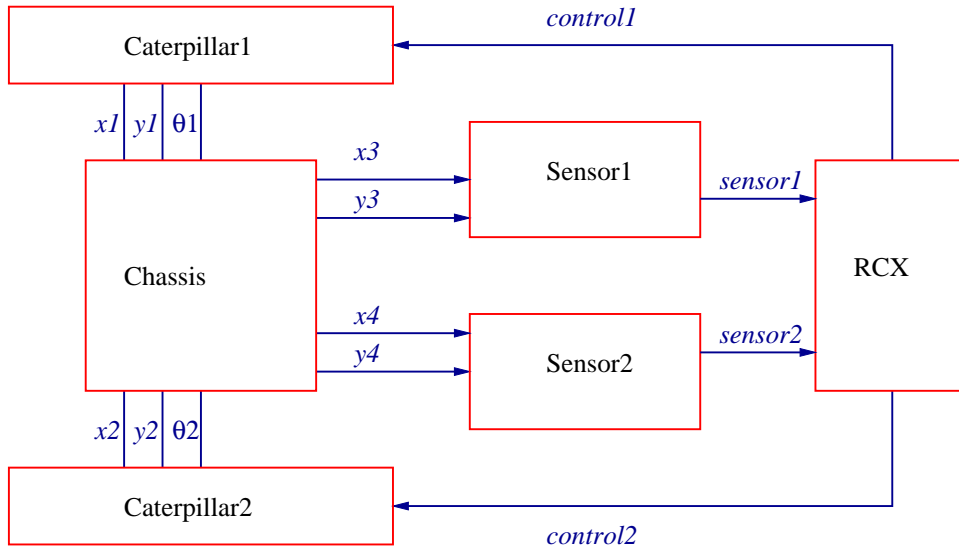 control1
Caterpillar1
x1 y1 θ1
x3
Sensor1
sensor1
y3
Chassis
RCX
x4
sensor2
y4
Sensor2
x2 y2 θ2
Caterpillar2
control2